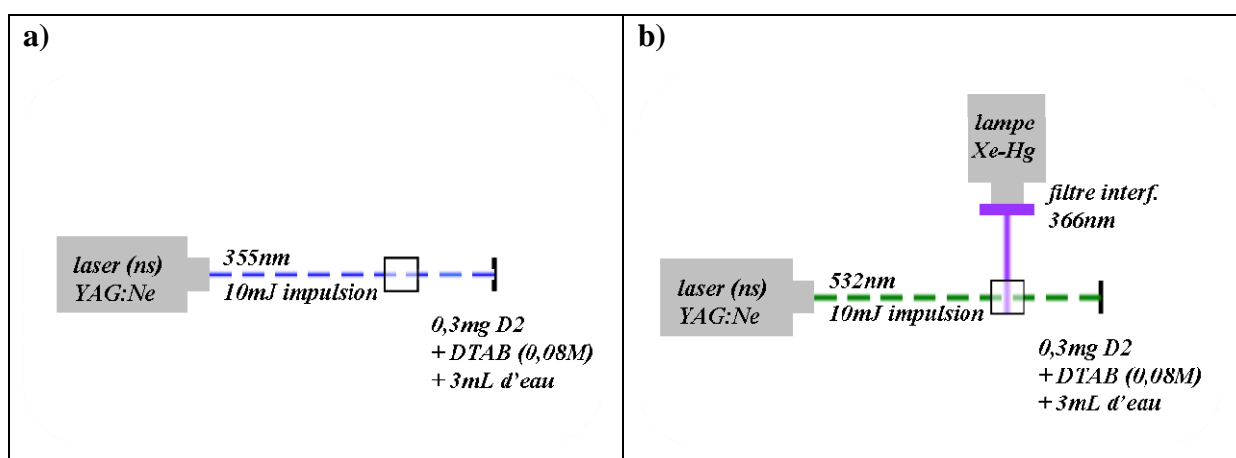 a)
355nm
laser (ns)
YAG:Ne
10mJ impulsion
0,3mg D2
+ DTAB (0,08M)
+ 3mL d'eau
b)
lampe
Xe-Hg
filtre interf.
366nm
532nm
laser (ns)
YAG:Ne
10mJ impulsion
0,3mg D2
+ DTAB (0,08M)
+ 3mL d'eau